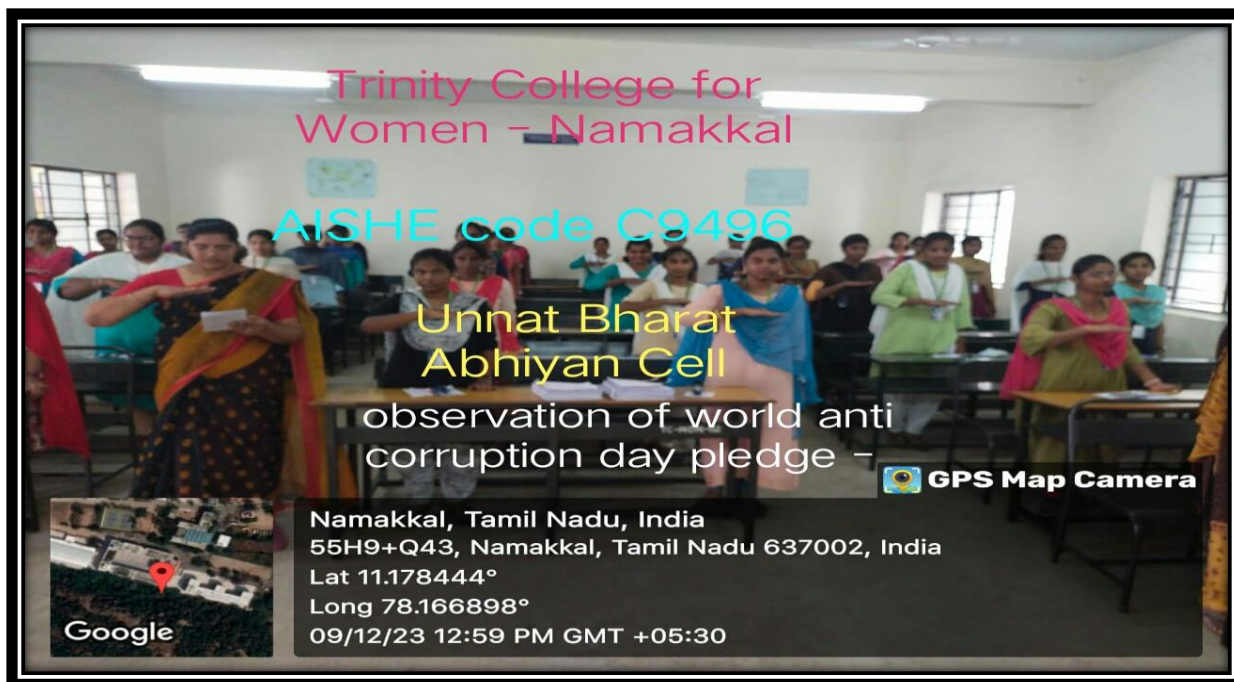 Trinity College for
Women - Namakkal
AISHE code C9496
Unnat Bharat
Abhiyan Cell
observation of world anti
corruption day pledge -
GPS Map Camera
Namakkal, Tamil Nadu, India
55H9+Q43, Namakkal, Tamil Nadu 637002, India
Lat 11.178444°
Long 78.166898°
09/12/23 12:59 PM GMT +05:30
Google